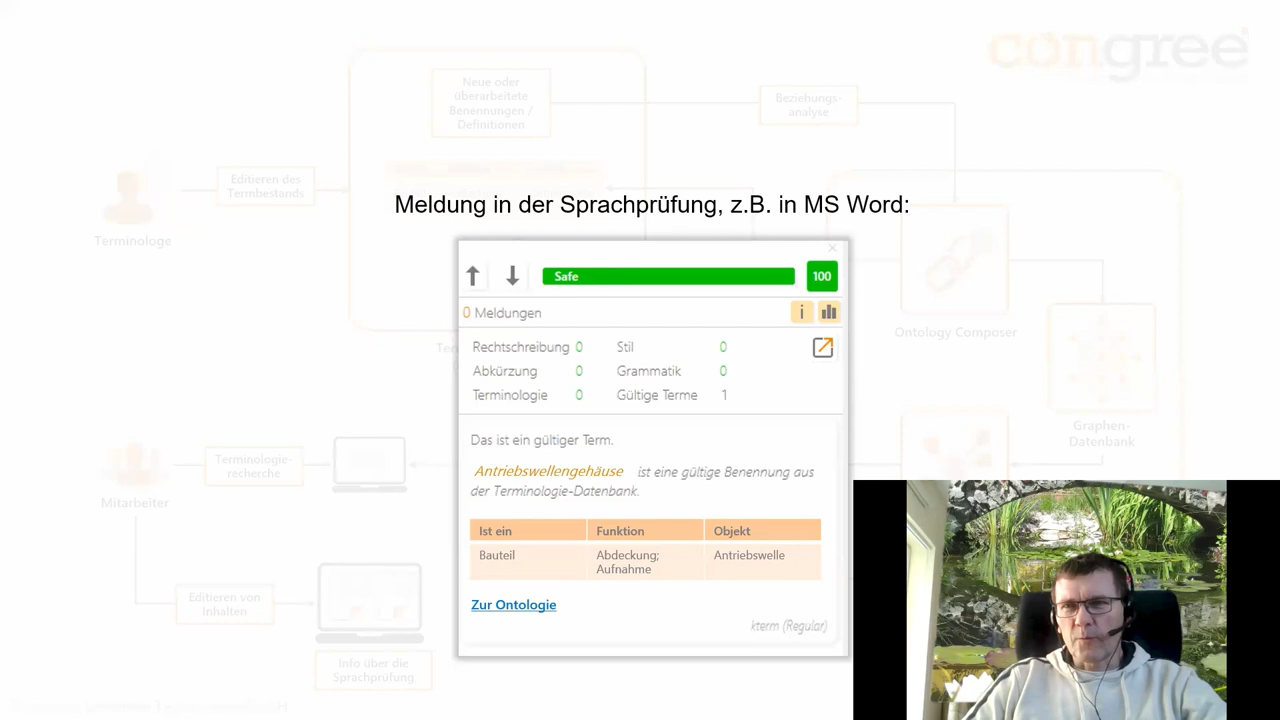 congree
Neue oder
überarbeitete
Benennungen /
Definitionen
Beziehungs-
analyse
Editieren des
Termbestands
Terminologe
Meldung in der Sprachprüfung, z.B. in MS Word:
Safe
100
0 Meldungen
i
Rechtschreibung 0 Stil 0
Abkürzung 0 Grammatik 0
Terminologie 0 Gültige Terme 1
Das ist ein gültiger Term.
Antriebswellengehäuse ist eine gültige Benennung aus
der Terminologie-Datenbank.
Ist ein Funktion Objekt
Bauteil Abdeckung; Antriebswelle
Aufnahme
Zur Ontologie
kterm (Regular)
Ontology Composer
Graphen-
Datenbank
Terminologie-
recherche
Mitarbeiter
Editieren von
Inhalten
Info über die
Sprachprüfung